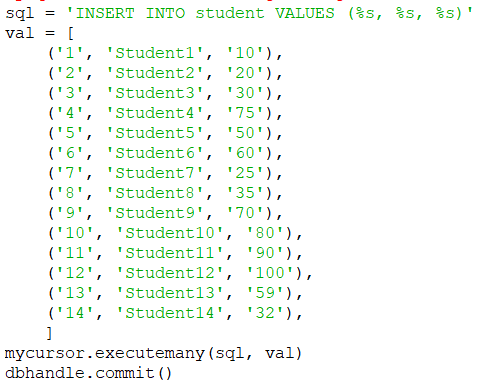 sql = 'INSERT INTO student VALUES (%s, %s, %s)'
val = [
    ('1', 'Student1', '10'),
    ('2', 'Student2', '20'),
    ('3', 'Student3', '30'),
    ('4', 'Student4', '75'),
    ('5', 'Student5', '50'),
    ('6', 'Student6', '60'),
    ('7', 'Student7', '25'),
    ('8', 'Student8', '35'),
    ('9', 'Student9', '70'),
    ('10', 'Student10', '80'),
    ('11', 'Student11', '90'),
    ('12', 'Student12', '100'),
    ('13', 'Student13', '59'),
    ('14', 'Student14', '32'),
    ]
mycursor.executemany(sql, val)
dbhandle.commit()